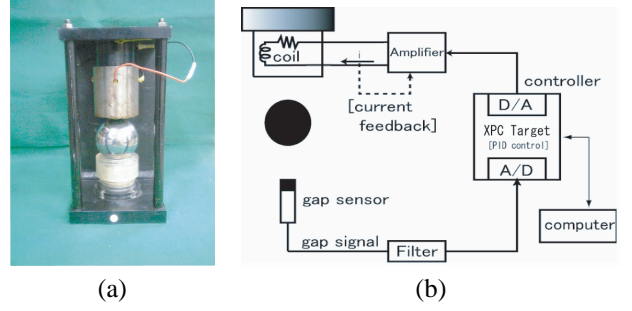 coil
Amplifier
[current
feedback]
controller
D/A
XPC Target
[PID control]
A/D
gap sensor
computer
gap signal
Filter
(a)
(b)